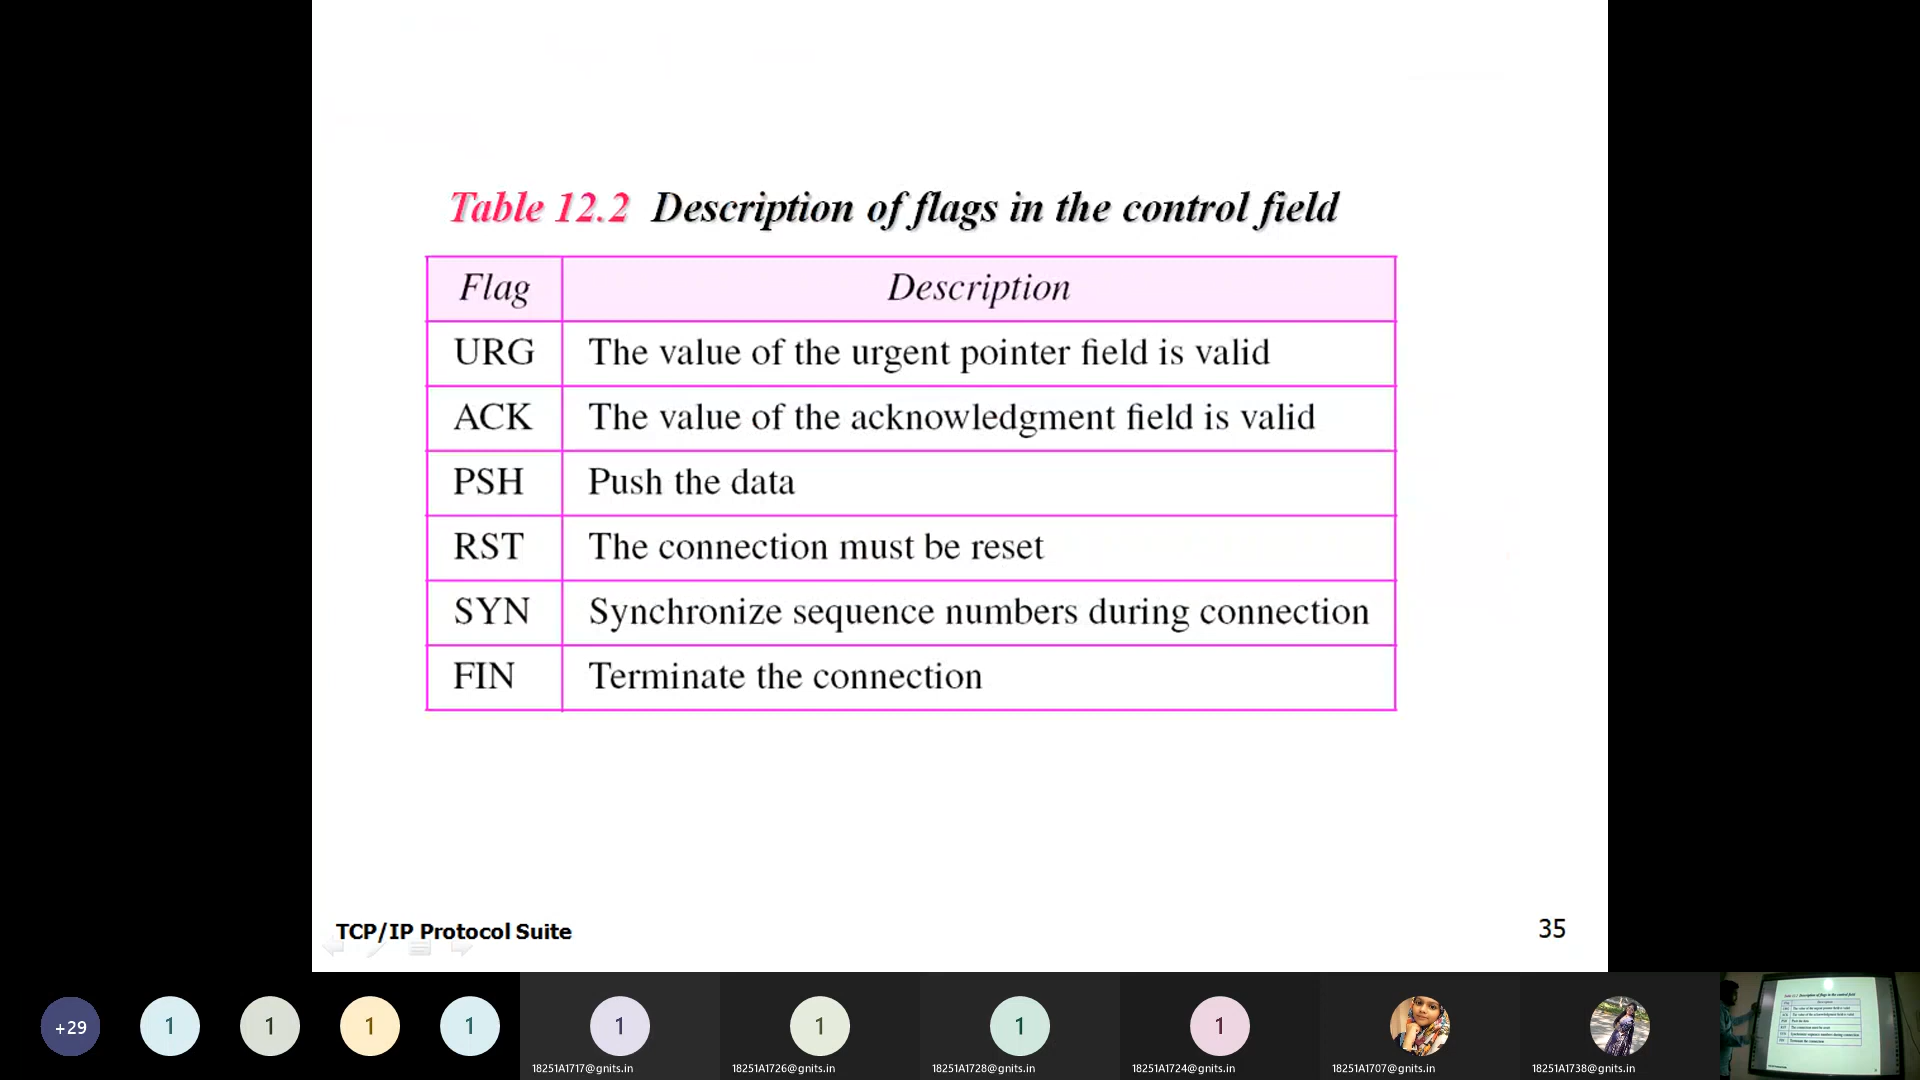 Table 12.2 Description of flags in the control field
Flag Description
URG The value of the urgent pointer field is valid
ACK The value of the acknowledgment field is valid
PSH Push the data
RST The connection must be reset
SYN Synchronize sequence numbers during connection
FIN Terminate the connection
TCP/IP Protocol Suite
35
+29 1 1 1 1 1 1 1 1
18251A1717@gnits.in 18251A1726@gnits.in 18251A1728@gnits.in 18251A1724@gnits.in 18251A1707@gnits.in 18251A1738@gnits.in